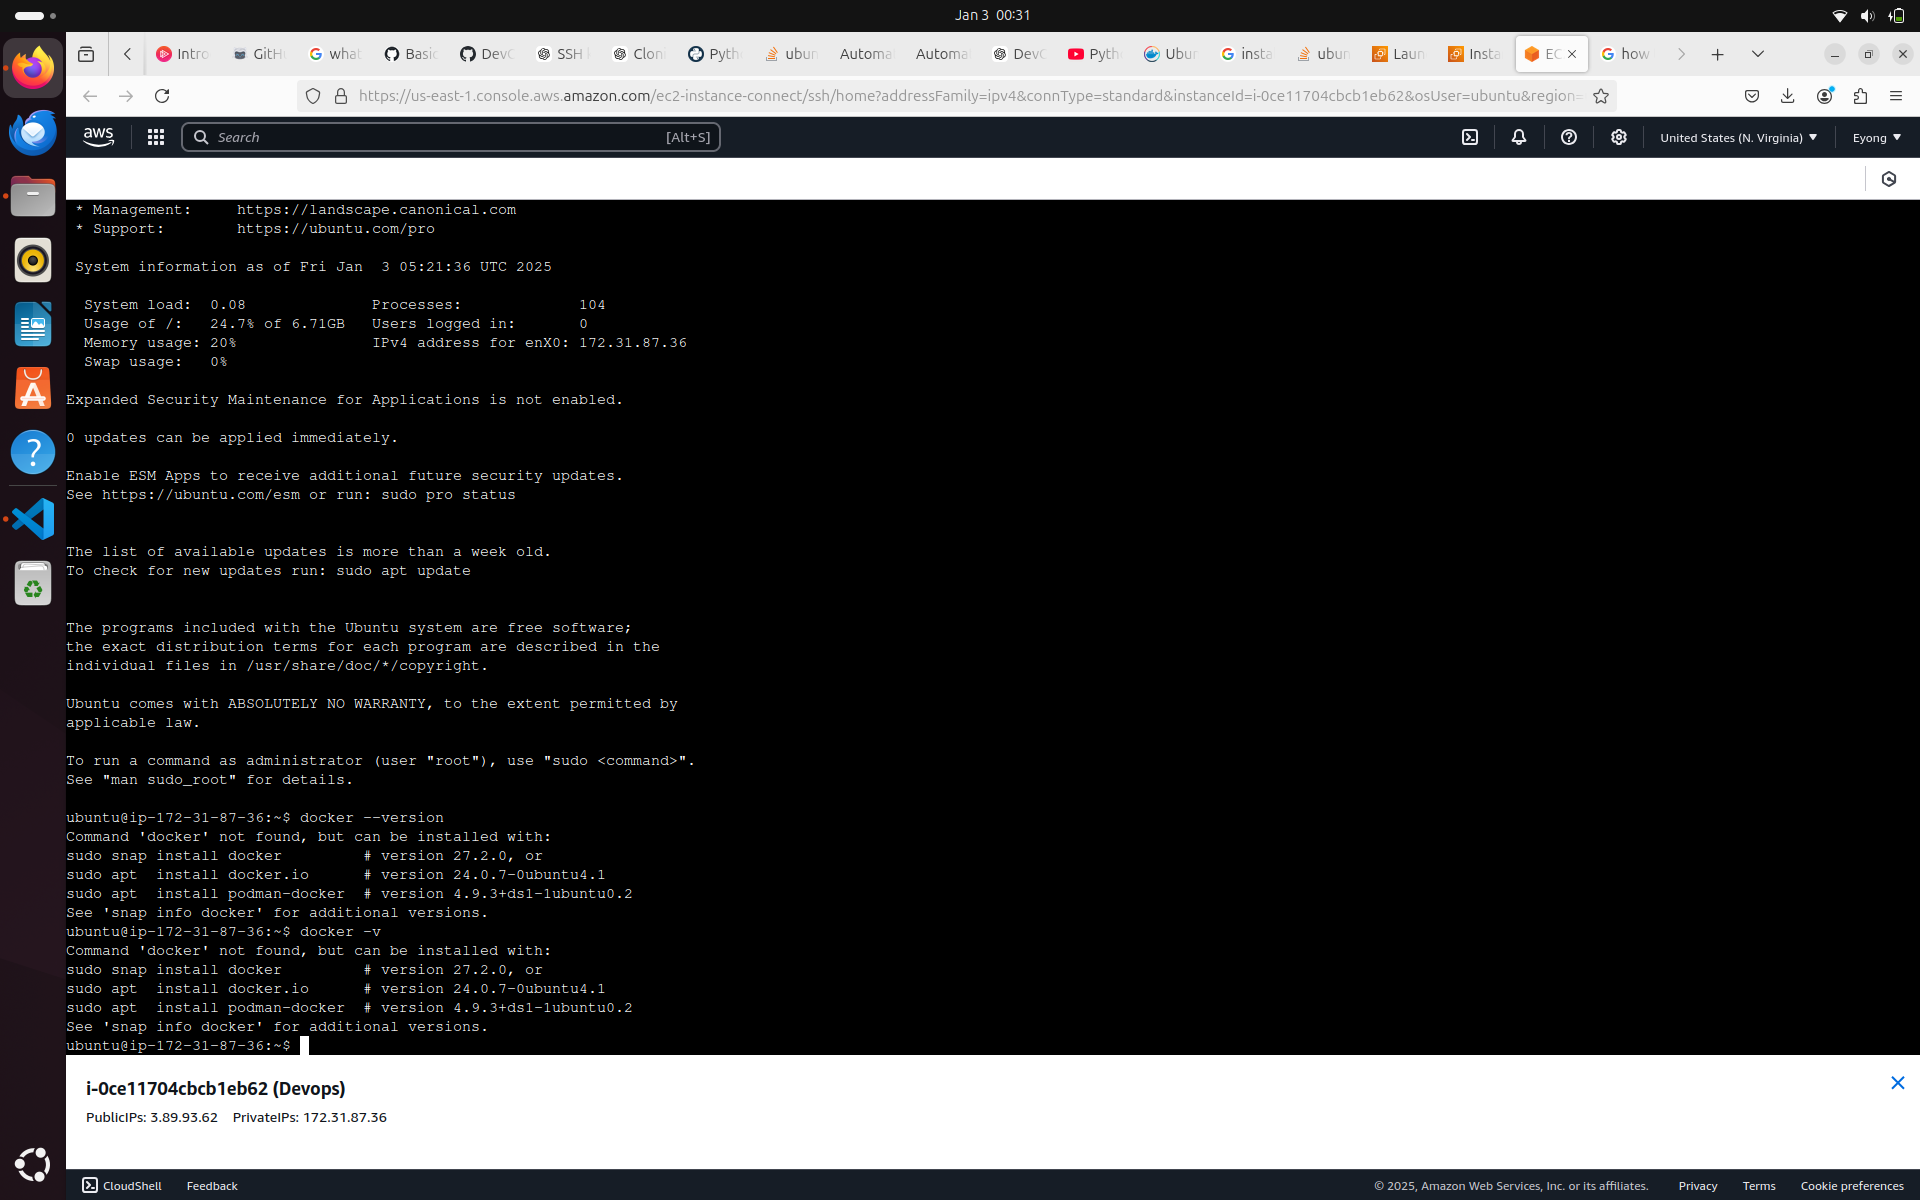 Jan 3 00:31
Intro
GitH
what
Basic
DevO
SSH
Cloni
Pyth
ubun
Automa
Automa
DevO
Pyth
Ubur
insta
ubun
Laun
Insta
EC
how
https://us-east-1.console.aws.amazon.com/ec2-instance-connect/ssh/home?addressFamily=ipv4&connType=standard&instanceId=i-0ce11704cbcb1eb62&osUser=ubuntu&region=
aws
Search
[Alt+S]
United States (N. Virginia)
Eyong
* Management: https://landscape.canonical.com
* Support: https://ubuntu.com/pro
System information as of Fri Jan 3 05:21:36 UTC 2025
System load: 0.08 Processes: 104
Usage of /: 24.7% of 6.71GB Users logged in: 0
Memory usage: 20% IPv4 address for enX0: 172.31.87.36
Swap usage: 0%
Expanded Security Maintenance for Applications is not enabled.
0 updates can be applied immediately.
Enable ESM Apps to receive additional future security updates.
See https://ubuntu.com/esm or run: sudo pro status
The list of available updates is more than a week old.
To check for new updates run: sudo apt update
The programs included with the Ubuntu system are free software;
the exact distribution terms for each program are described in the
individual files in /usr/share/doc/*/copyright.
Ubuntu comes with ABSOLUTELY NO WARRANTY, to the extent permitted by
applicable law.
To run a command as administrator (user "root"), use "sudo <command>".
See "man sudo_root" for details.
ubuntu@ip-172-31-87-36:~$ docker --version
Command 'docker' not found, but can be installed with:
sudo snap install docker # version 27.2.0, or
sudo apt install docker.io # version 24.0.7-0ubuntu4.1
sudo apt install podman-docker # version 4.9.3+ds1-1ubuntu0.2
See 'snap info docker' for additional versions.
ubuntu@ip-172-31-87-36:~$ docker -v
Command 'docker' not found, but can be installed with:
sudo snap install docker # version 27.2.0, or
sudo apt install docker.io # version 24.0.7-0ubuntu4.1
sudo apt install podman-docker # version 4.9.3+ds1-1ubuntu0.2
See 'snap info docker' for additional versions.
ubuntu@ip-172-31-87-36:~$
i-0ce11704cbcb1eb62 (Devops)
PublicIPs: 3.89.93.62 PrivateIPs: 172.31.87.36
CloudShell
Feedback
© 2025, Amazon Web Services, Inc. or its affiliates.
Privacy
Terms
Cookie preferences